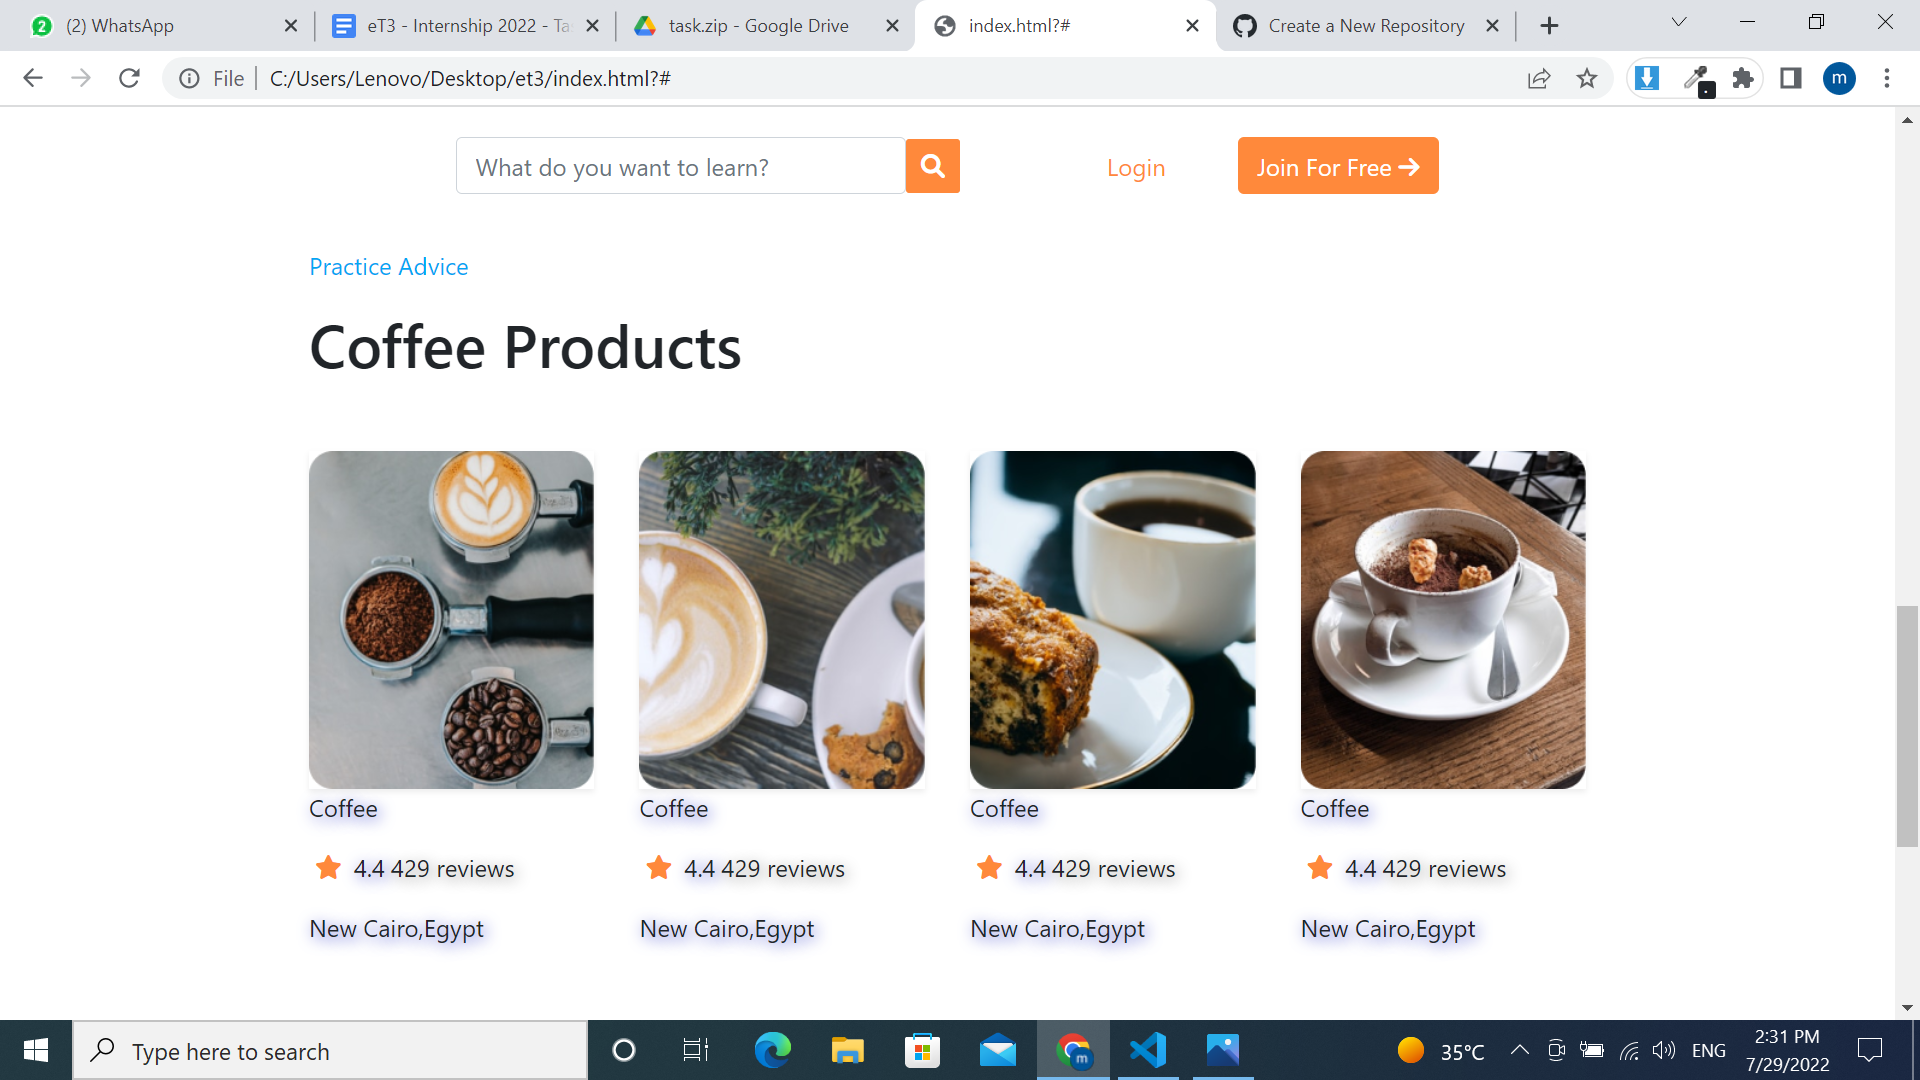 (2) WhatsApp
eT3 - Internship 2022 - Ta
task.zip - Google Drive
index.html?#
Create a New Repository
File
C:/Users/Lenovo/Desktop/et3/index.html?#
m
What do you want to learn?
Login
Join For Free
Practice Advice
Coffee Products
Coffee
Coffee
Coffee
Coffee
4.4 429 reviews
4.4 429 reviews
4.4 429 reviews
4.4 429 reviews
New Cairo,Egypt
New Cairo,Egypt
New Cairo,Egypt
New Cairo,Egypt
Type here to search
m
35°C
ENG
2:31 PM
7/29/2022